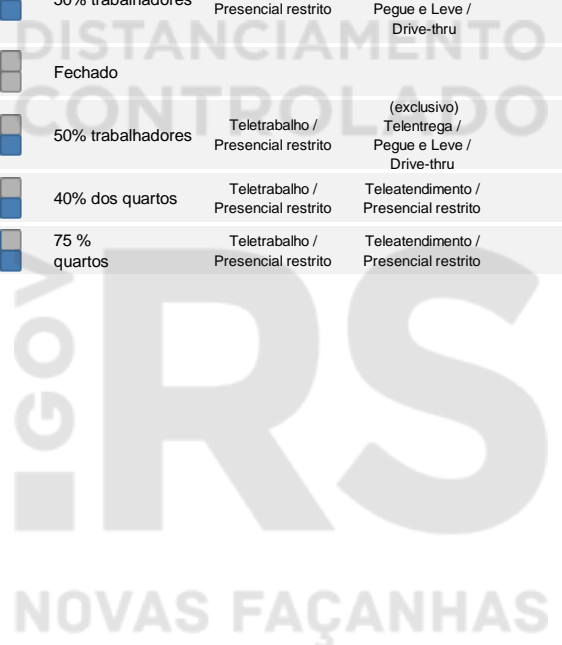 50% trabalhadores
Presencial restrito
Pegue e Leve /
Drive-thru
DISTANCIAMENTO
Fechado
CONTROLADO
50% trabalhadores
Teletrabalho /
Presencial restrito
(exclusivo)
Telentrega /
Pegue e Leve /
Drive-thru
40% dos quartos
Teletrabalho /
Presencial restrito
Teleatendimento /
Presencial restrito
75 %
quartos
Teletrabalho /
Presencial restrito
Teleatendimento /
Presencial restrito
GOV
RS
NOVAS FAÇANHAS